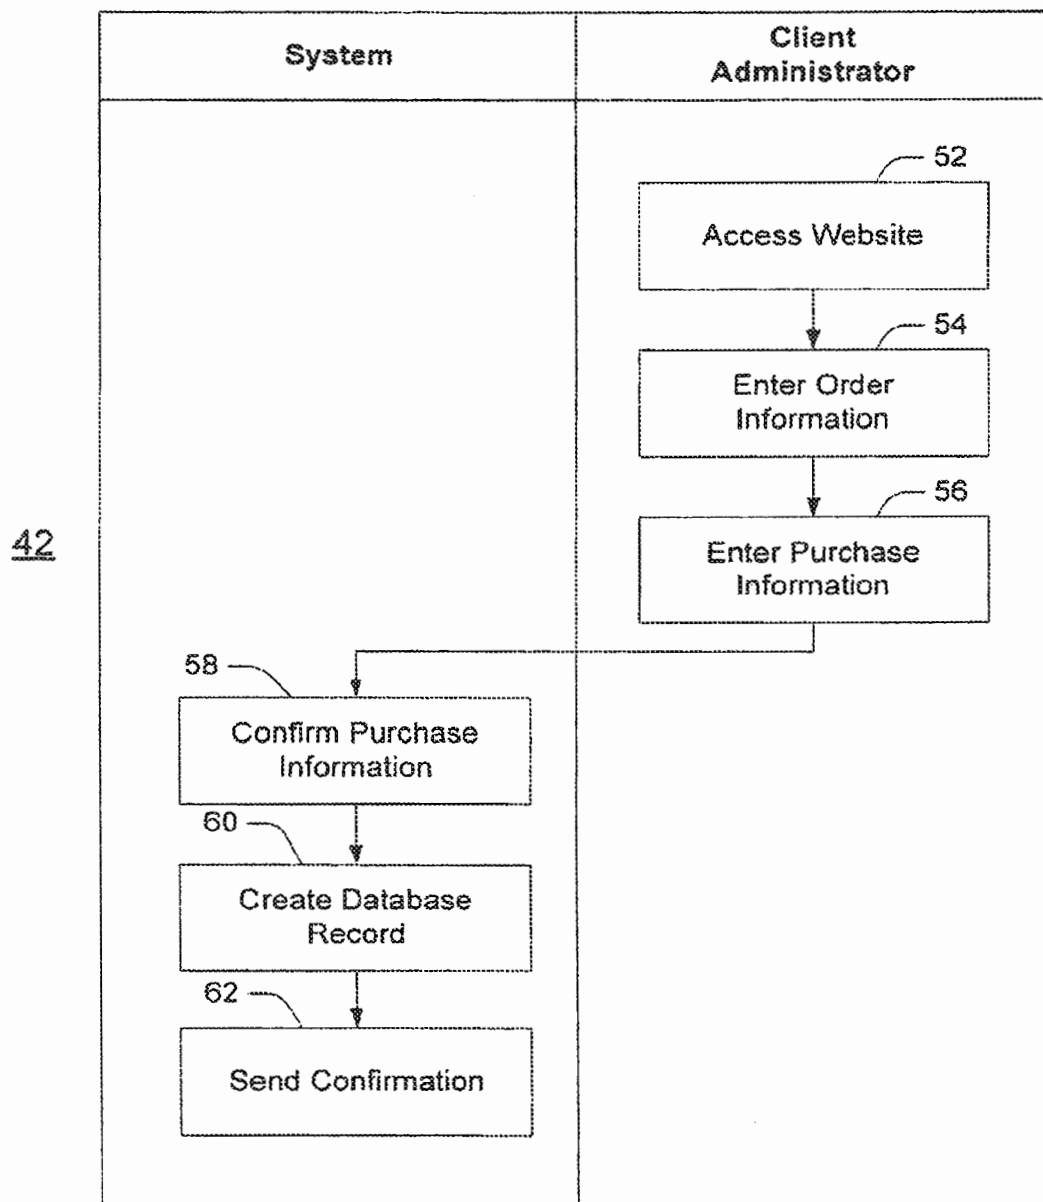 System
Client
Administrator
52
Access Website
54
Enter Order
Information
56
Enter Purchase
Information
42
58
Confirm Purchase
Information
60
Create Database
Record
62
Send Confirmation